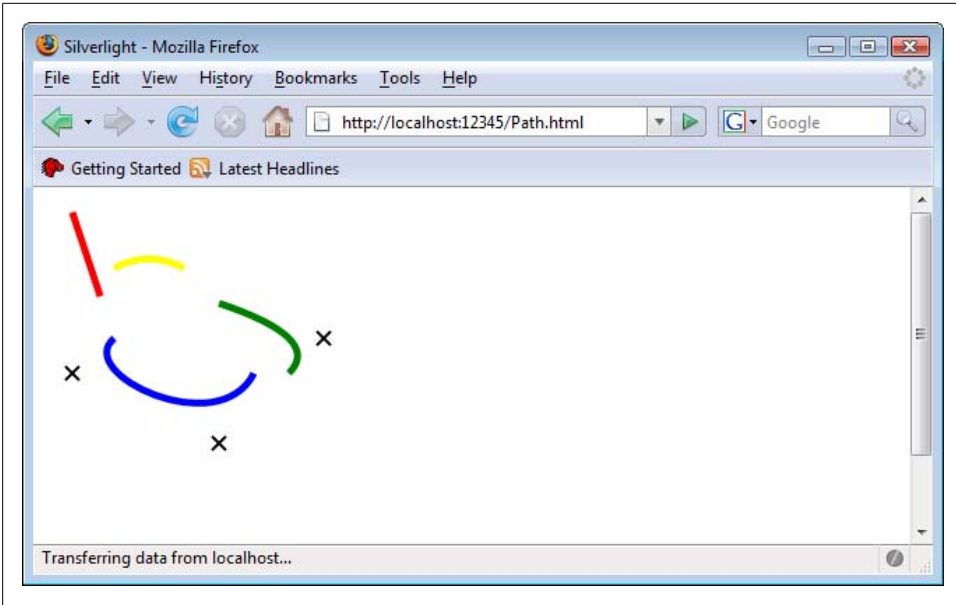 Silverlight - Mozilla Firefox
File Edit View History Bookmarks Tools Help
http://localhost:12345/Path.html G Google
Getting Started Latest Headlines
Transferring data from localhost...